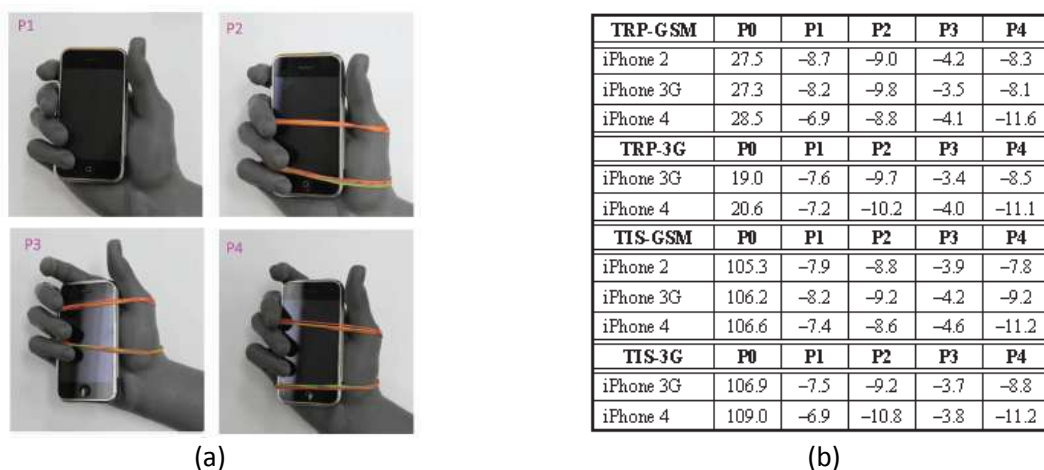 P1
P2
P3
P4
(a)
TRP-GSM P0 P1 P2 P3 P4
iPhone 2 27.5 –8.7 –9.0 –4.2 –8.3
iPhone 3G 27.3 –8.2 –9.8 –3.5 –8.1
iPhone 4 28.5 –6.9 –8.8 –4.1 –11.6
TRP-3G P0 P1 P2 P3 P4
iPhone 3G 19.0 –7.6 –9.7 –3.4 –8.5
iPhone 4 20.6 –7.2 –10.2 –4.0 –11.1
TIS-GSM P0 P1 P2 P3 P4
iPhone 2 105.3 –7.9 –8.8 –3.9 –7.8
iPhone 3G 106.2 –8.2 –9.2 –4.2 –9.2
iPhone 4 106.6 –7.4 –8.6 –4.6 –11.2
TIS-3G P0 P1 P2 P3 P4
iPhone 3G 106.9 –7.5 –9.2 –3.7 –8.8
iPhone 4 109.0 –6.9 –10.8 –3.8 –11.2
(b)